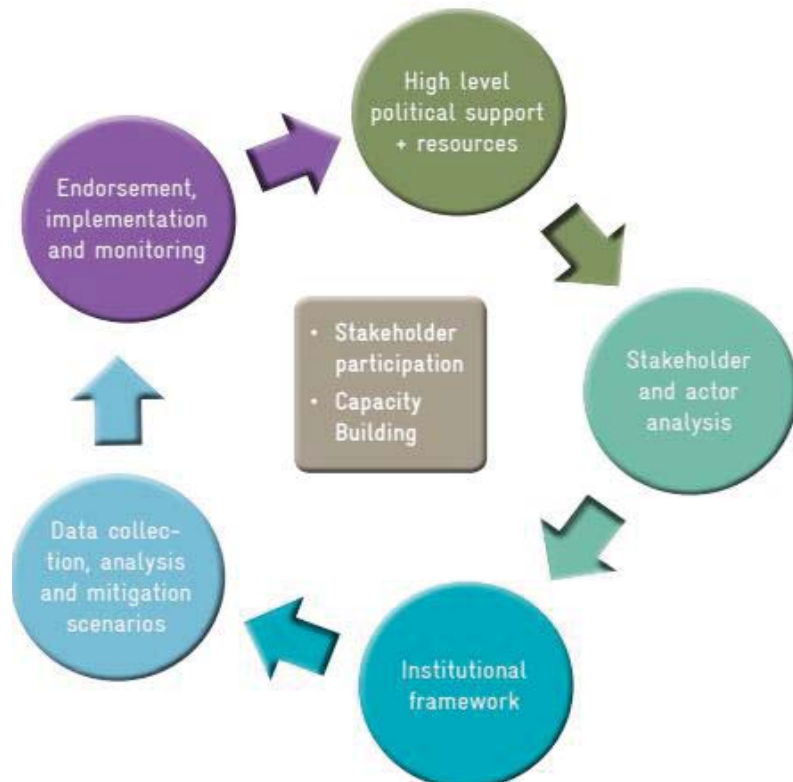 High level
political support
+ resources
Stakeholder
and actor
analysis
Institutional
framework
Data collec-
tion, analysis
and mitigation
scenarios
Endorsement,
implementation
and monitoring
• Stakeholder
participation
• Capacity
Building